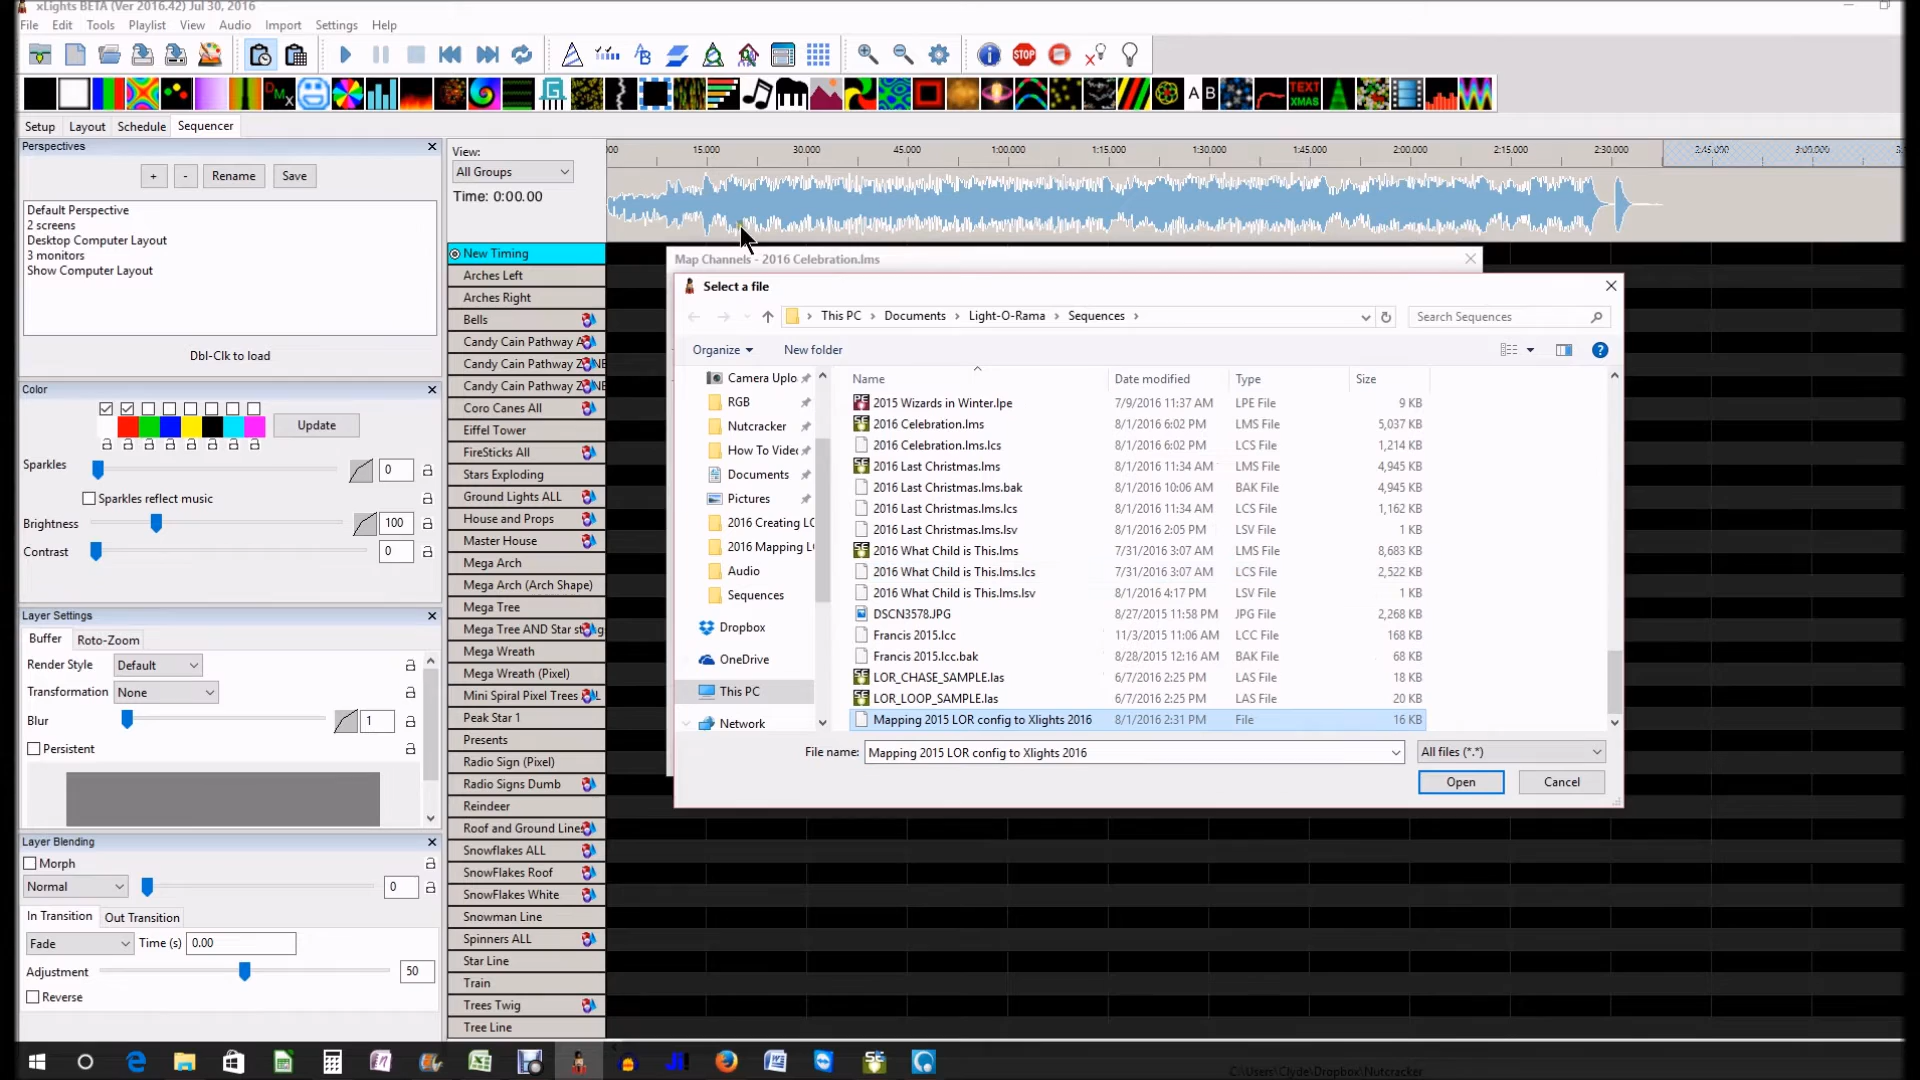 xLights BETA (Ver 2016.42) Jul 30, 2016
File Edit Tools Playlist View Audio Import Settings Help
Setup Layout Schedule Sequencer
Perspectives
+ - Rename Save
Default Perspective
2 screens
Desktop Computer Layout
3 monitors
Show Computer Layout
Dbl-Clk to load
Color
Update
Sparkles 0
Sparkles reflect music
Brightness 100
Contrast 0
Layer Settings
Buffer Roto-Zoom
Render Style Default
Transformation None
Blur 1
Persistent
Layer Blending
Morph
Normal 0
In Transition Out Transition
Fade Time (s) 0.00
Adjustment 50
Reverse
View:
All Groups
Time: 0:00.00
15.000 30.000 45.000 1:00.000 1:15.000 1:30.000 1:45.000 2:00.000 2:15.000 2:30.000 2:45.000 3:00.000
New Timing
Arches Left
Arches Right
Bells
Candy Cain Pathway A
Candy Cain Pathway Z NE
Candy Cain Pathway Z NE
Coro Canes All
Eiffel Tower
FireSticks All
Stars Exploding
Ground Lights ALL
House and Props
Master House
Mega Arch
Mega Arch (Arch Shape)
Mega Tree
Mega Tree AND Star st g
Mega Wreath
Mega Wreath (Pixel)
Mini Spiral Pixel Trees L
Peak Star 1
Presents
Radio Sign (Pixel)
Radio Signs Dumb
Reindeer
Roof and Ground Line
Snowflakes ALL
SnowFlakes Roof
SnowFlakes White
Snowman Line
Spinners ALL
Star Line
Train
Trees Twig
Tree Line
Map Channels - 2016 Celebration.lms
Select a file
This PC > Documents > Light-O-Rama > Sequences >
Search Sequences
Organize New folder
Camera Uplo
RGB
Nutcracker
How To Video
Documents
Pictures
2016 Creating LO
2016 Mapping LO
Audio
Sequences
Dropbox
OneDrive
This PC
Network
Name Date modified Type Size
2015 Wizards in Winter.lpe 7/9/2016 11:37 AM LPE File 9 KB
2016 Celebration.lms 8/1/2016 6:02 PM LMS File 5,037 KB
2016 Celebration.lms.lcs 8/1/2016 6:02 PM LCS File 1,214 KB
2016 Last Christmas.lms 8/1/2016 11:34 AM LMS File 4,945 KB
2016 Last Christmas.lms.bak 8/1/2016 10:06 AM BAK File 4,945 KB
2016 Last Christmas.lms.lcs 8/1/2016 11:34 AM LCS File 1,162 KB
2016 Last Christmas.lms.lsv 8/1/2016 2:05 PM LSV File 1 KB
2016 What Child is This.lms 7/31/2016 3:07 AM LMS File 8,683 KB
2016 What Child is This.lms.lcs 7/31/2016 3:07 AM LCS File 2,522 KB
2016 What Child is This.lms.lsv 8/1/2016 4:17 PM LSV File 1 KB
DSCN3578.JPG 8/27/2015 11:58 PM JPG File 2,268 KB
Francis 2015.lcc 11/3/2015 11:06 AM LCC File 168 KB
Francis 2015.lcc.bak 8/28/2015 12:16 AM BAK File 68 KB
LOR_CHASE_SAMPLE.las 6/7/2016 2:25 PM LAS File 18 KB
LOR_LOOP_SAMPLE.las 6/7/2016 2:25 PM LAS File 20 KB
Mapping 2015 LOR config to Xlights 2016 8/1/2016 2:31 PM File 16 KB
File name: Mapping 2015 LOR config to Xlights 2016 All files (*.*)
Open Cancel
C:\Users\Clyde\Dropbox\Nutcracker